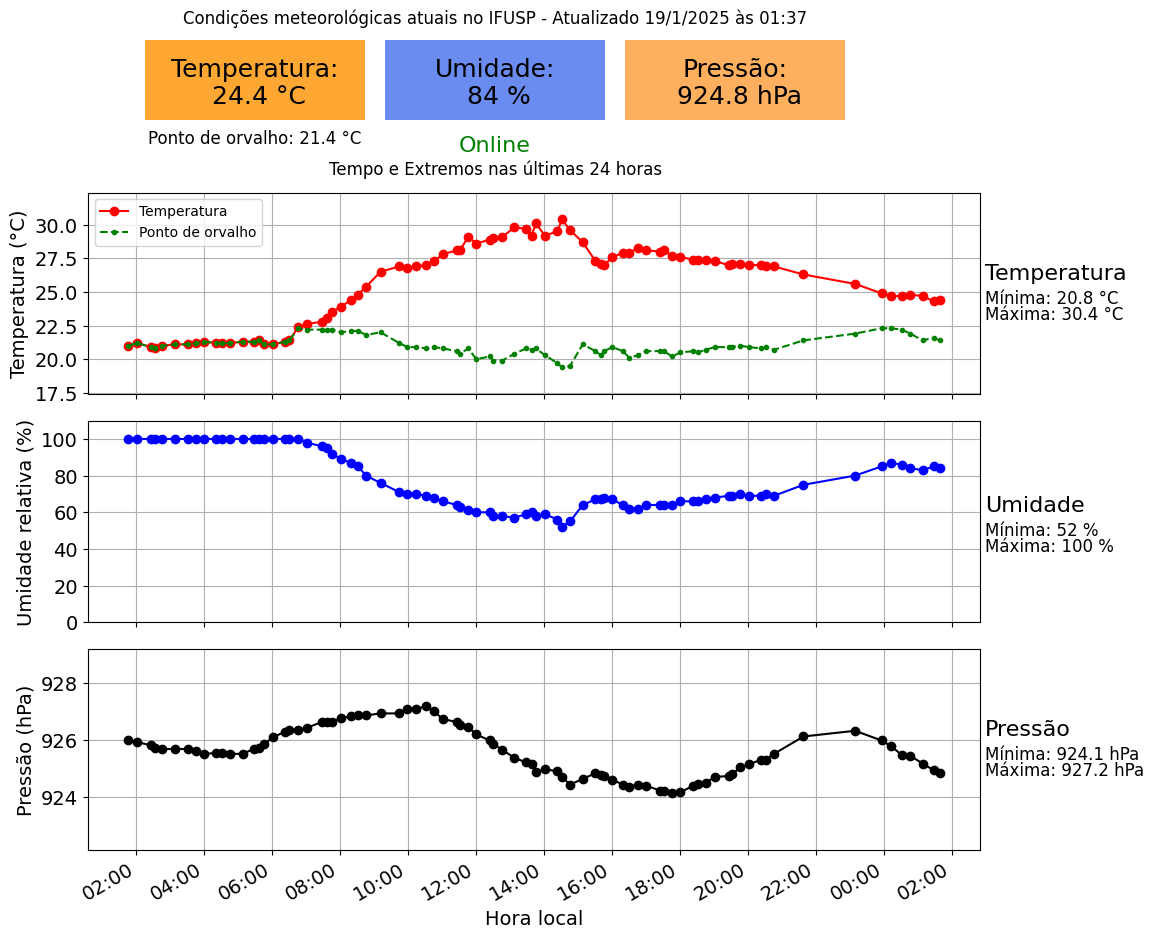 Condições meteorológicas atuais no IFUSP - Atualizado 19/1/2025 às 01:37
Temperatura:
24.4 °C
Umidade:
84 %
Pressão:
924.8 hPa
Ponto de orvalho: 21.4 °C
Online
Tempo e Extremos nas últimas 24 horas
Temperatura (°C)
30.0
27.5
25.0
22.5
20.0
17.5
Temperatura
Ponto de orvalho
Temperatura
Mínima: 20.8 °C
Máxima: 30.4 °C
Umidade relativa (%)
100
80
60
40
20
0
Umidade
Mínima: 52 %
Máxima: 100 %
Pressão (hPa)
928
926
924
Pressão
Mínima: 924.1 hPa
Máxima: 927.2 hPa
02:00 04:00 06:00 08:00 10:00 12:00 14:00 16:00 18:00 20:00 22:00 00:00 02:00
Hora local